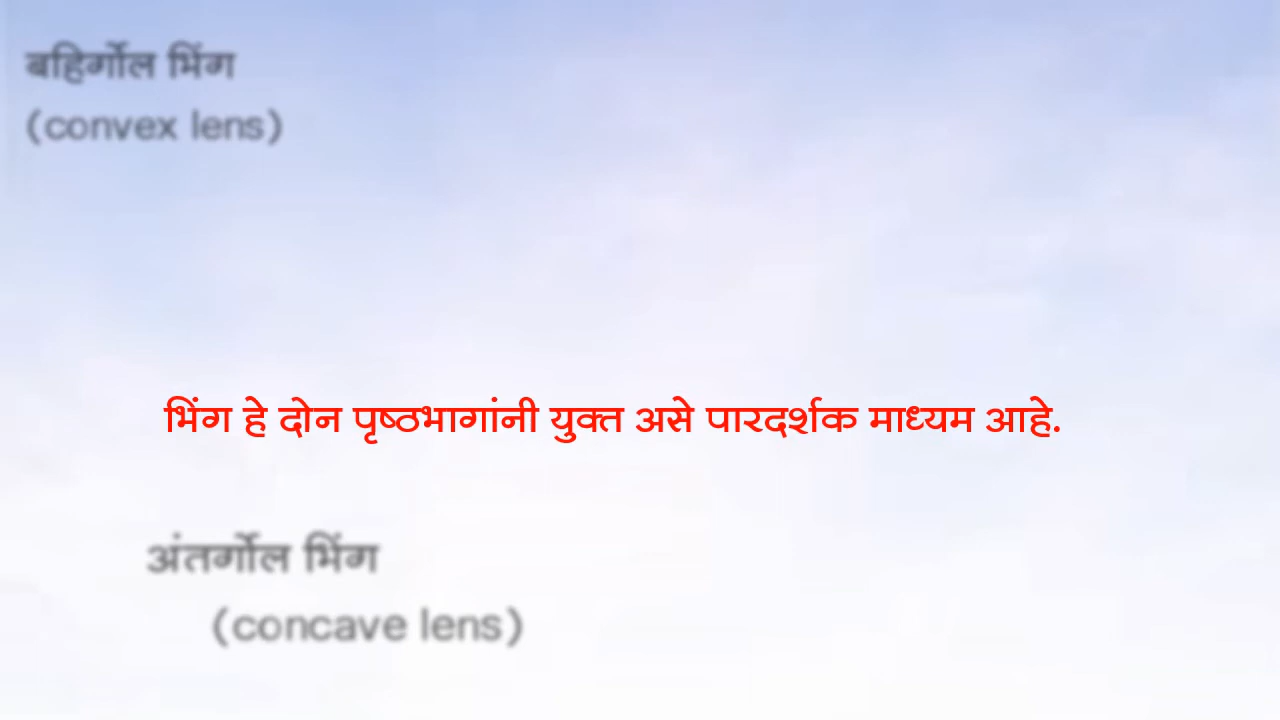 बहिर्गोल भिंग
(convex lens)
भिंग हे दोन पृष्ठभागांनी युक्त असे पारदर्शक माध्यम आहे.
अंतर्गोल भिंग
(concave lens)